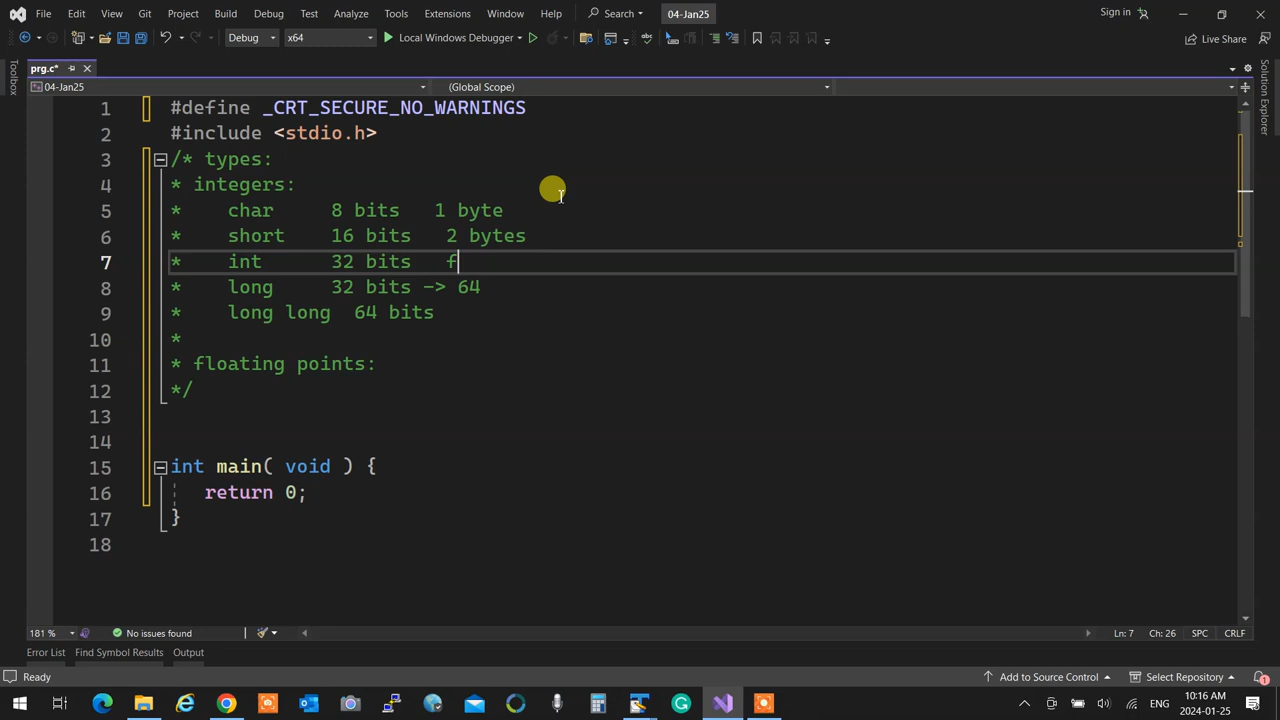 File Edit View Git Project Build Debug Test Analyze Tools Extensions Window Help Search 04-Jan25 Sign in
Debug x64 Local Windows Debugger Live Share
Toolbox
prg.c*
04-Jan25 (Global Scope)
Solution Explorer
1 #define _CRT_SECURE_NO_WARNINGS
2 #include <stdio.h>
3 /* types:
4 * integers:
5 * char 8 bits 1 byte
6 * short 16 bits 2 bytes
7 * int 32 bits f
8 * long 32 bits -> 64
9 * long long 64 bits
10 *
11 * floating points:
12 */
13
14
15 int main( void ) {
16 return 0;
17 }
18
181 % No issues found Ln: 7 Ch: 26 SPC CRLF
Error List Find Symbol Results Output
Ready Add to Source Control Select Repository 1
ENG 10:16 AM 2024-01-25